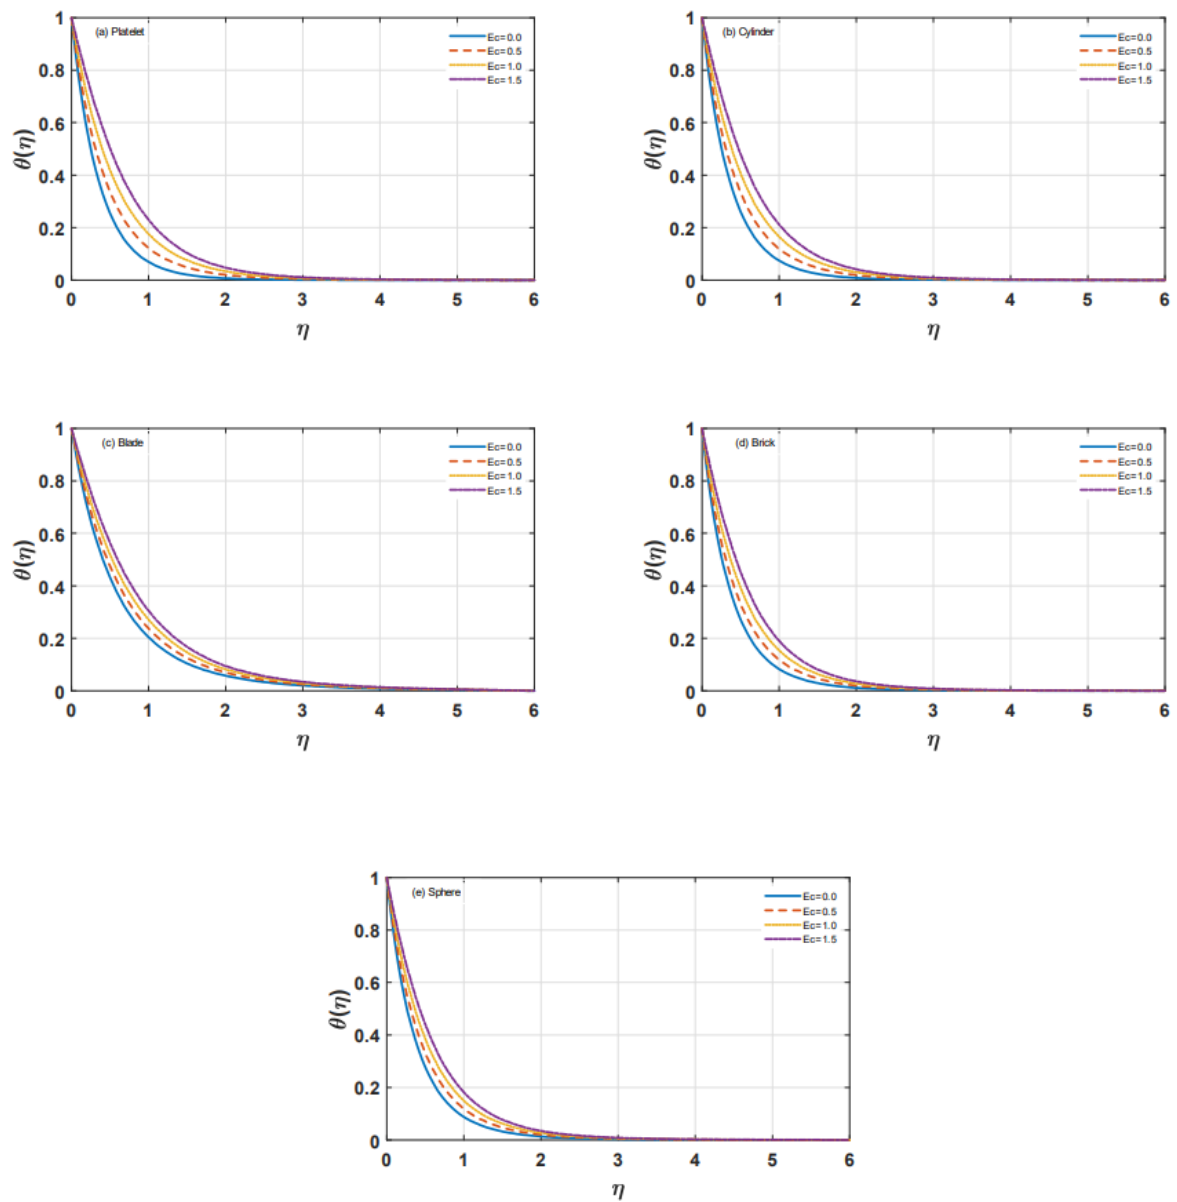 (a) Platelet
Ec=0.0
Ec=0.5
Ec=1.0
Ec=1.5
1
0.8
0.6
0.4
0.2
0
θ(η)
0 1 2 3 4 5 6
η
(b) Cylinder
Ec=0.0
Ec=0.5
Ec=1.0
Ec=1.5
1
0.8
0.6
0.4
0.2
0
θ(η)
0 1 2 3 4 5 6
η
(c) Blade
Ec=0.0
Ec=0.5
Ec=1.0
Ec=1.5
1
0.8
0.6
0.4
0.2
0
θ(η)
0 1 2 3 4 5 6
η
(d) Brick
Ec=0.0
Ec=0.5
Ec=1.0
Ec=1.5
1
0.8
0.6
0.4
0.2
0
θ(η)
0 1 2 3 4 5 6
η
(e) Sphere
Ec=0.0
Ec=0.5
Ec=1.0
Ec=1.5
1
0.8
0.6
0.4
0.2
0
θ(η)
0 1 2 3 4 5 6
η